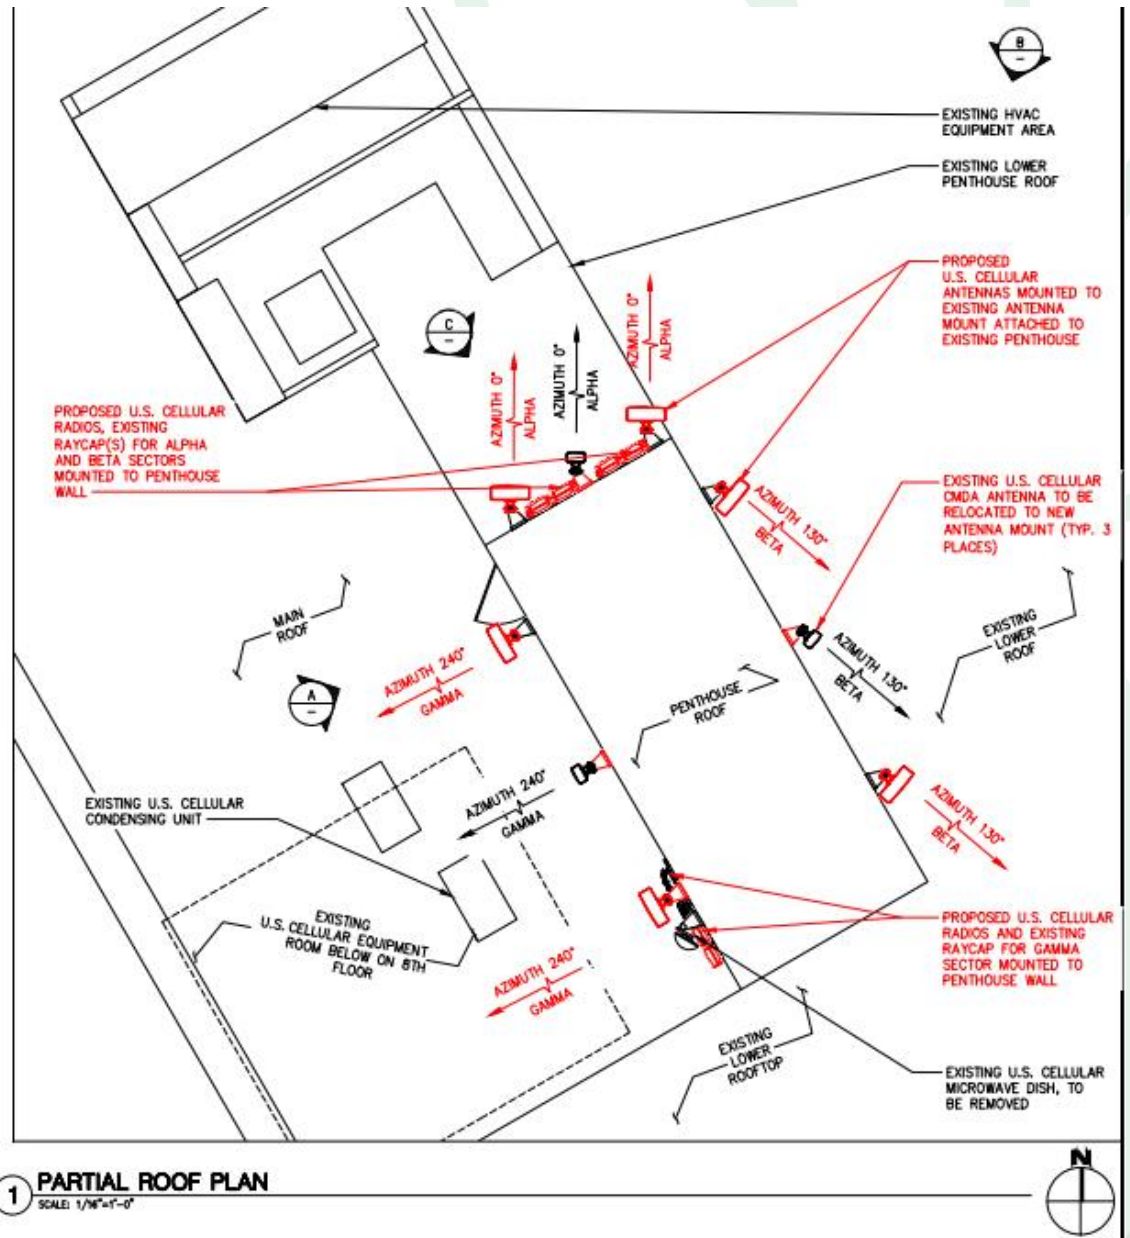 B
–
EXISTING HVAC
EQUIPMENT AREA
EXISTING LOWER
PENTHOUSE ROOF
PROPOSED
U.S. CELLULAR
ANTENNAS MOUNTED TO
EXISTING ANTENNA
MOUNT ATTACHED TO
EXISTING PENTHOUSE
C
–
AZIMUTH 0°
ALPHA
AZIMUTH 0°
ALPHA
AZIMUTH 0°
ALPHA
PROPOSED U.S. CELLULAR
RADIOS, EXISTING
RAYCAP(S) FOR ALPHA
AND BETA SECTORS
MOUNTED TO PENTHOUSE
WALL
EXISTING U.S. CELLULAR
CMDA ANTENNA TO BE
RELOCATED TO NEW
ANTENNA MOUNT (TYP. 3
PLACES)
AZIMUTH 130°
BETA
MAIN
ROOF
EXISTING
LOWER
ROOF
AZIMUTH 130°
BETA
AZIMUTH 240°
GAMMA
A
–
PENTHOUSE
ROOF
EXISTING U.S. CELLULAR
CONDENSING UNIT
AZIMUTH 240°
GAMMA
AZIMUTH 130°
BETA
EXISTING
U.S. CELLULAR EQUIPMENT
ROOM BELOW ON 8TH
FLOOR
PROPOSED U.S. CELLULAR
RADIOS AND EXISTING
RAYCAP FOR GAMMA
SECTOR MOUNTED TO
PENTHOUSE WALL
AZIMUTH 240°
GAMMA
EXISTING
LOWER
ROOFTOP
EXISTING U.S. CELLULAR
MICROWAVE DISH, TO
BE REMOVED
1
PARTIAL ROOF PLAN
SCALE: 1/16"=1'-0"
N